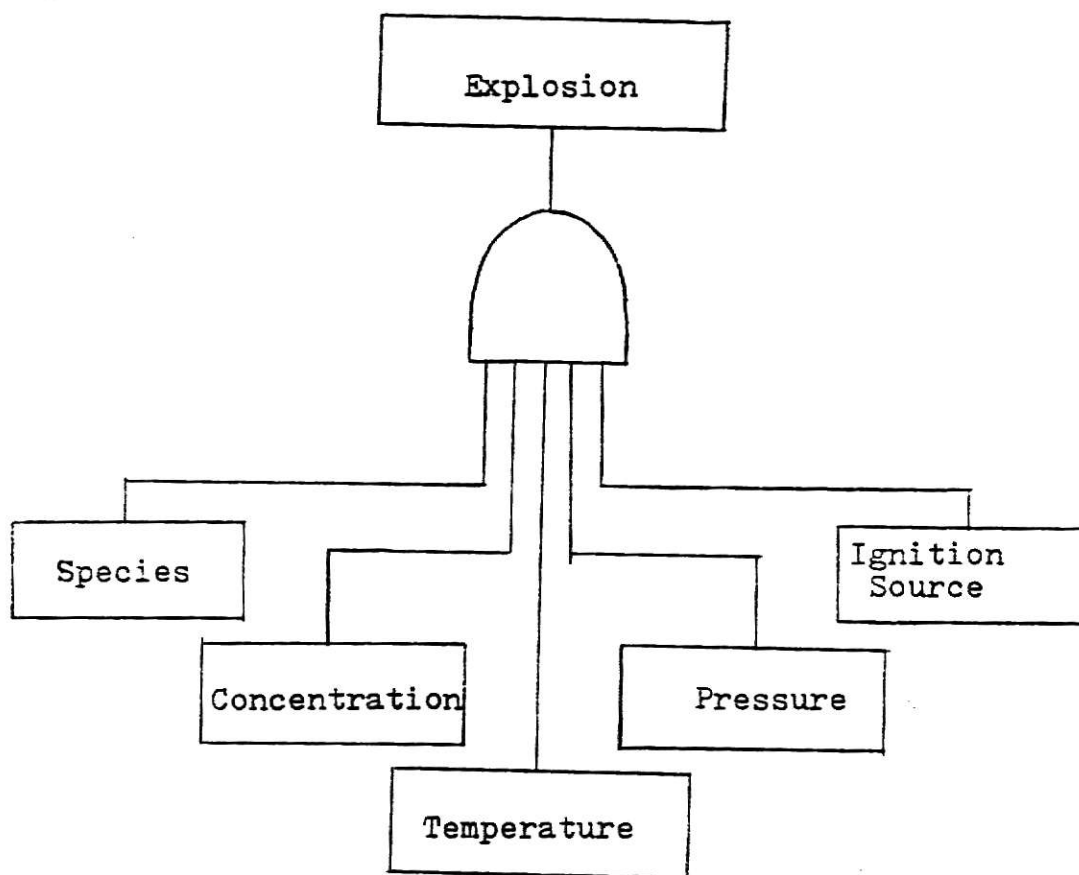 Explosion
Species
Ignition
Source
Concentration
Pressure
Temperature